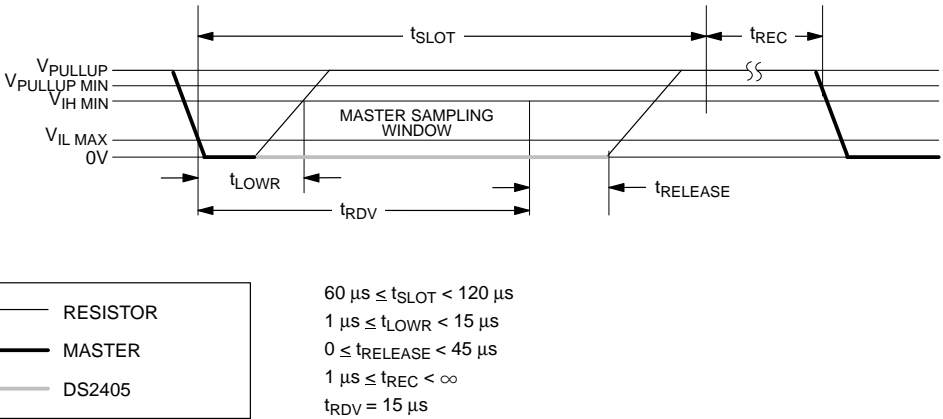 tSLOT
tREC
VPULLUP
VPULLUP MIN
VIH MIN
MASTER SAMPLING
WINDOW
VIL MAX
0V
tLOWR
tRELEASE
tRDV
RESISTOR
MASTER
DS2405
60 µs ≤ tSLOT < 120 µs
1 µs ≤ tLOWR < 15 µs
0 ≤ tRELEASE < 45 µs
1 µs ≤ tREC < ∞
tRDV = 15 µs